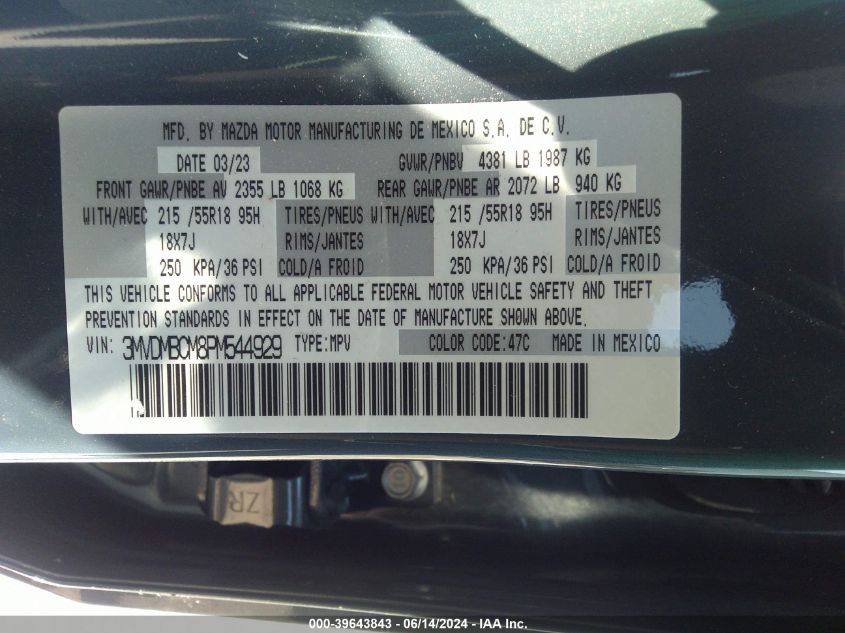 MFD. BY MAZDA MOTOR MANUFACTURING DE MEXICO S.A. DE C.V.
DATE 03/23 GVWR/PNBV 4381 LB 1987 KG
FRONT GAWR/PNBE AV 2355 LB 1068 KG REAR GAWR/PNBE AR 2072 LB 940 KG
WITH/AVEC 215 /55R18 95H TIRES/PNEUS WITH/AVEC 215 /55R18 95H TIRES/PNEUS
18X7J RIMS/JANTES 18X7J RIMS/JANTES
250 KPA/36 PSI COLD/A FROID 250 KPA/36 PSI COLD/A FROID
THIS VEHICLE CONFORMS TO ALL APPLICABLE FEDERAL MOTOR VEHICLE SAFETY AND THEFT
PREVENTION STANDARDS IN EFFECT ON THE DATE OF MANUFACTURE SHOWN ABOVE.
VIN: 3MVDMBCM8PM544929 TYPE:MPV COLOR CODE:47C MADE IN MEXICO
ZR
000-39643843 - 06/14/2024 - IAA Inc.